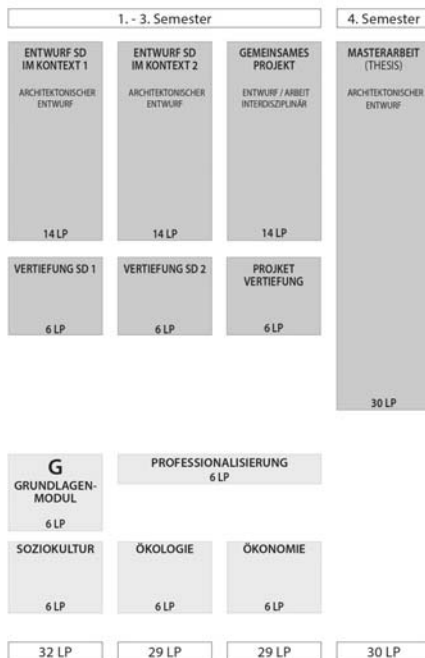 1. - 3. Semester
4. Semester
ENTWURF SD
IM KONTEXT 1
ARCHITEKTONISCHER
ENTWURF
14 LP
ENTWURF SD
IM KONTEXT 2
ARCHITEKTONISCHER
ENTWURF
14 LP
GEMEINSAMES
PROJEKT
ENTWURF / ARBEIT
INTERDISZIPLINÄR
14 LP
MASTERARBEIT
(THESIS)
ARCHITEKTONISCHER
ENTWURF
30 LP
VERTIEFUNG SD 1
6 LP
VERTIEFUNG SD 2
6 LP
PROJKET
VERTIEFUNG
6 LP
G
GRUNDLAGEN-
MODUL
6 LP
PROFESSIONALISIERUNG
6 LP
SOZIOKULTUR
6 LP
ÖKOLOGIE
6 LP
ÖKONOMIE
6 LP
32 LP
29 LP
29 LP
30 LP